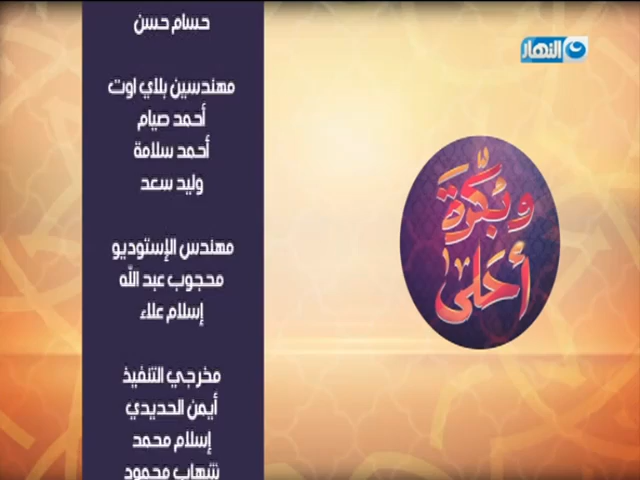 حسام حسن
مهندسين بلاي اوت
أحمد صيام
أحمد سلامة
وليد سعد
مهندس الإستوديو
محجوب عبد الله
إسلام علاء
مخرجي التنفيذ
أيمن الحديدي
إسلام محمد
شهاب محمود
النهار
وبكرة
أحلى